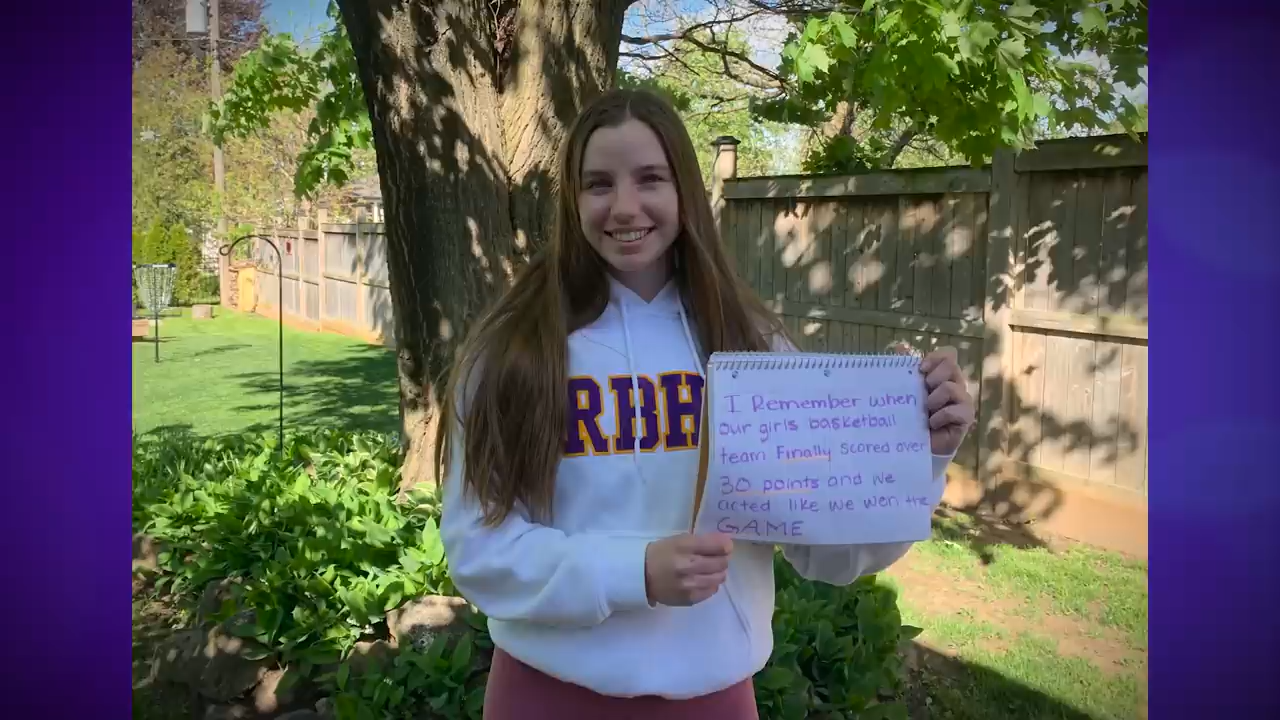 RBH
I Remember when
our girls basketball
team Finally scored over
30 points and we
acted like we won the
GAME